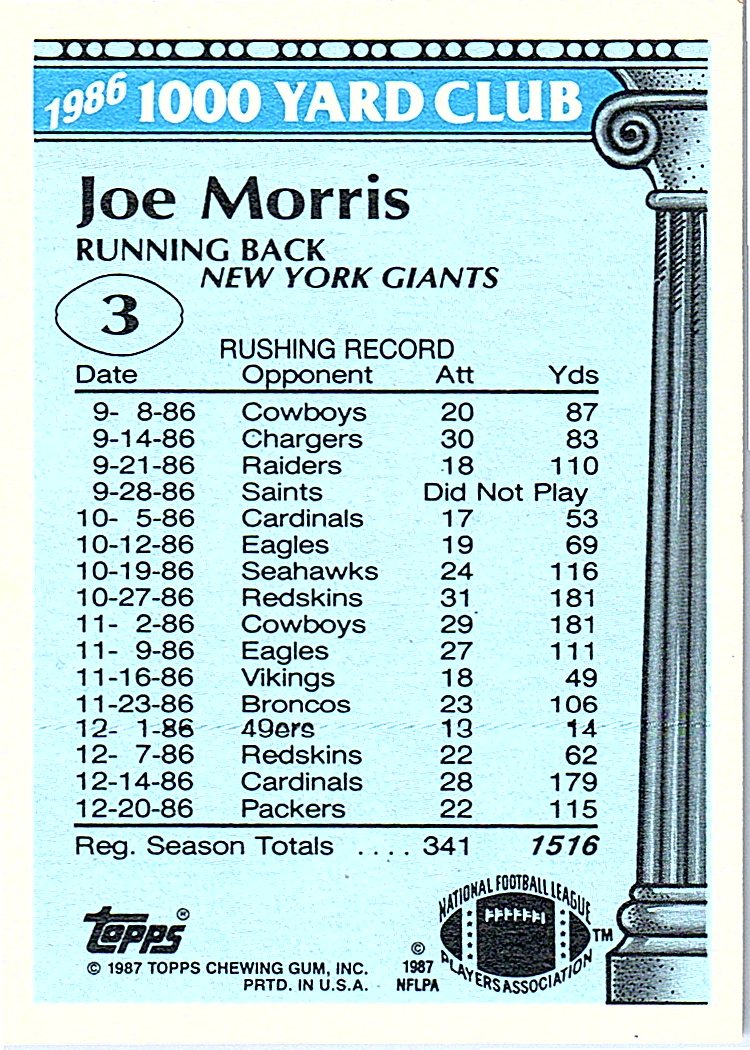 1986 1000 YARD CLUB
Joe Morris
RUNNING BACK
NEW YORK GIANTS
3
RUSHING RECORD
Date Opponent Att Yds
9- 8-86 Cowboys 20 87
9-14-86 Chargers 30 83
9-21-86 Raiders 18 110
9-28-86 Saints Did Not Play
10- 5-86 Cardinals 17 53
10-12-86 Eagles 19 69
10-19-86 Seahawks 24 116
10-27-86 Redskins 31 181
11- 2-86 Cowboys 29 181
11- 9-86 Eagles 27 111
11-16-86 Vikings 18 49
11-23-86 Broncos 23 106
12- 1-86 49ers 13 14
12- 7-86 Redskins 22 62
12-14-86 Cardinals 28 179
12-20-86 Packers 22 115
Reg. Season Totals .... 341 1516
topps®
© 1987 TOPPS CHEWING GUM, INC.
PRTD. IN U.S.A.
©
1987
NFLPA
NATIONAL FOOTBALL LEAGUE
PLAYERS ASSOCIATION
TM